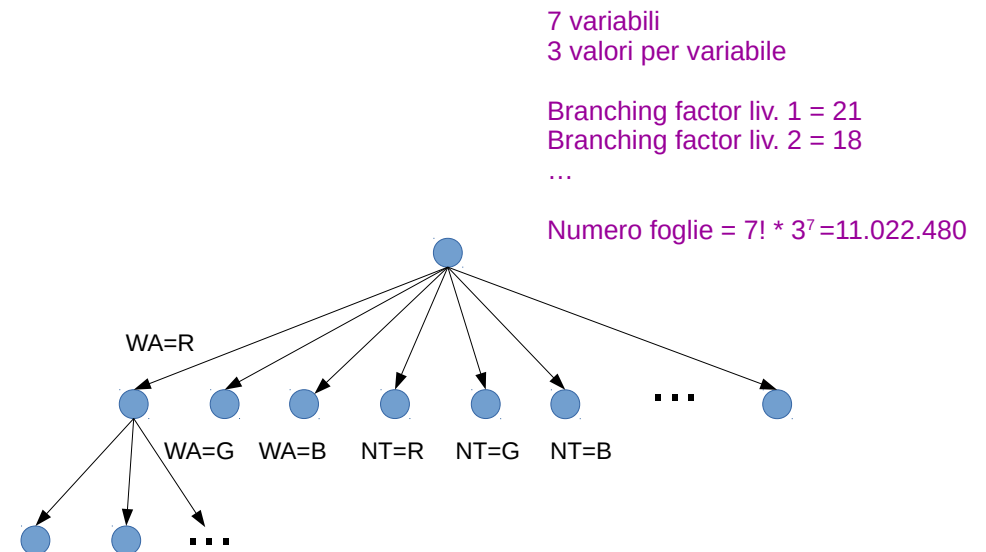 7 variabili
3 valori per variabile
Branching factor liv. 1 = 21
Branching factor liv. 2 = 18
…
Numero foglie = 7! * 3⁷ =11.022.480
WA=R
...
WA=G WA=B NT=R NT=G NT=B
...